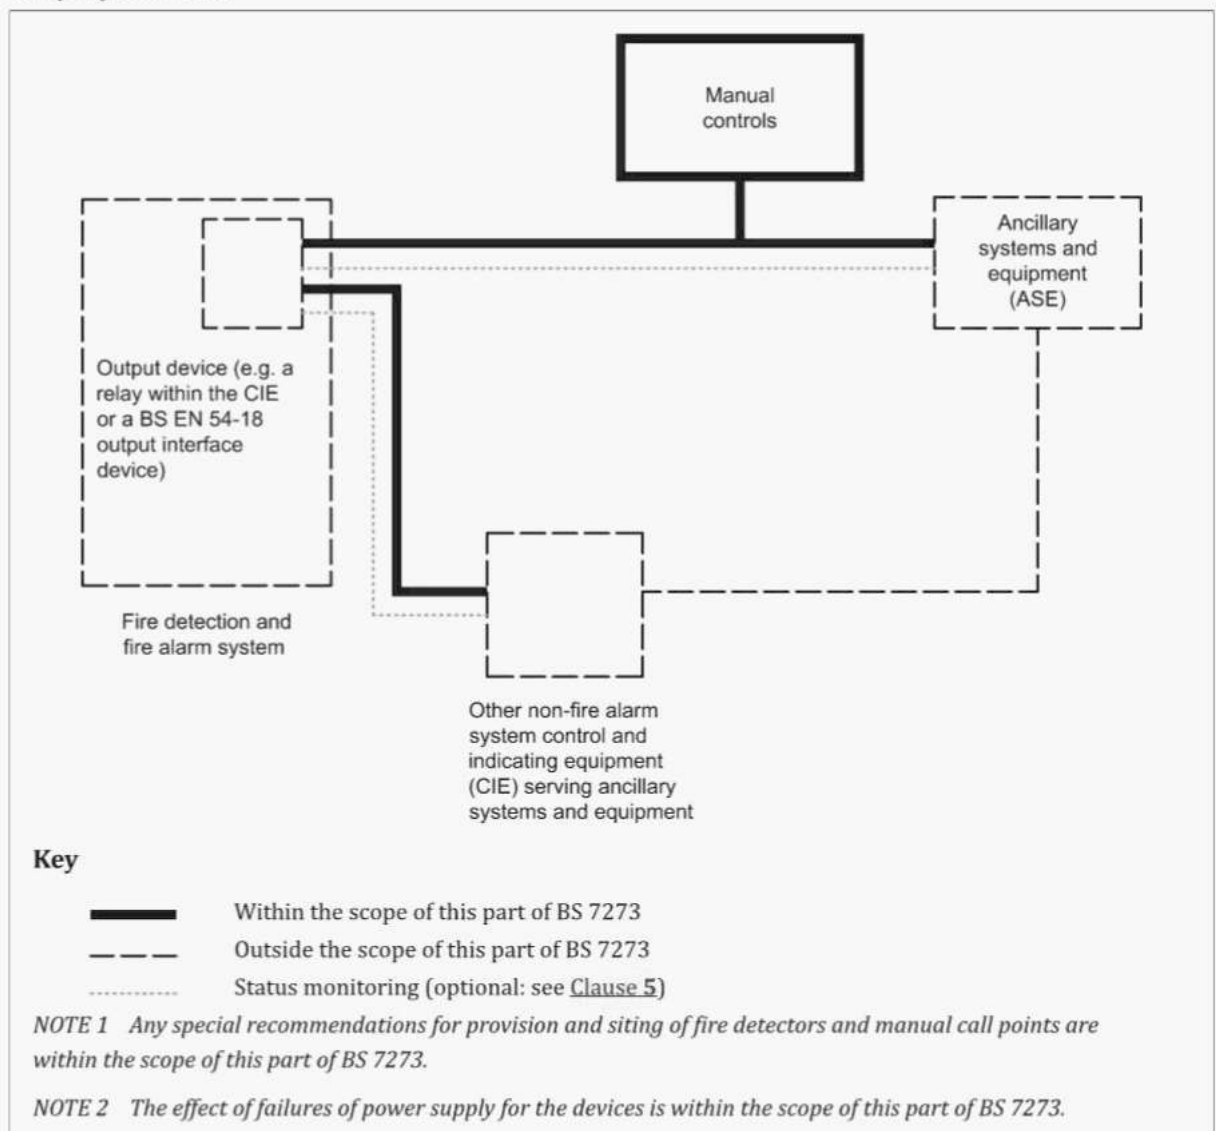 Manual
controls
Ancillary
systems and
equipment
(ASE)
Output device (e.g. a
relay within the CIE
or a BS EN 54-18
output interface
device)
Fire detection and
fire alarm system
Other non-fire alarm
system control and
indicating equipment
(CIE) serving ancillary
systems and equipment
Key
Within the scope of this part of BS 7273
Outside the scope of this part of BS 7273
Status monitoring (optional: see Clause 5)
NOTE 1 Any special recommendations for provision and siting of fire detectors and manual call points are
within the scope of this part of BS 7273.
NOTE 2 The effect of failures of power supply for the devices is within the scope of this part of BS 7273.